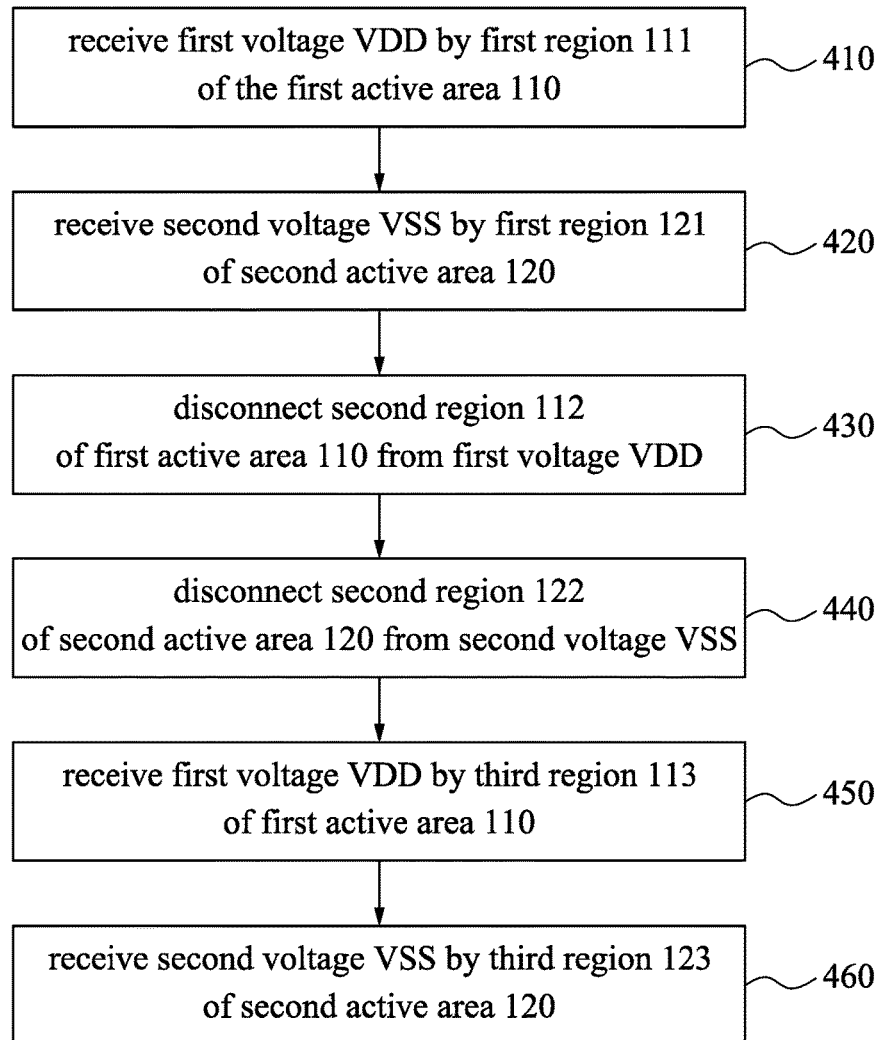 receive first voltage VDD by first region 111
of the first active area 110
410
receive second voltage VSS by first region 121
of second active area 120
420
disconnect second region 112
of first active area 110 from first voltage VDD
430
disconnect second region 122
of second active area 120 from second voltage VSS
440
receive first voltage VDD by third region 113
of first active area 110
450
receive second voltage VSS by third region 123
of second active area 120
460